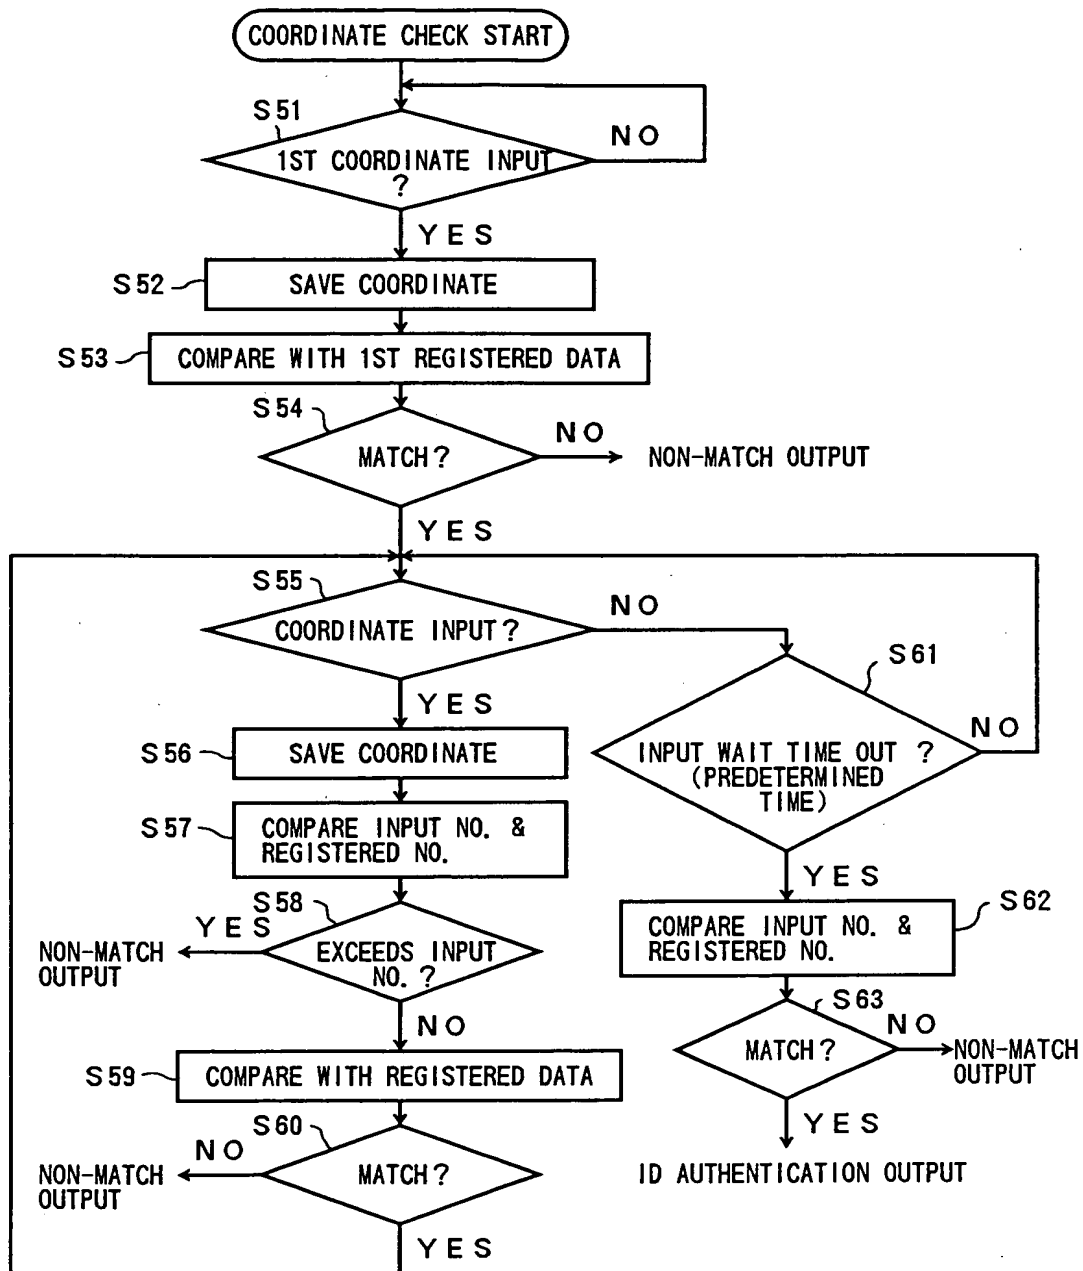 COORDINATE CHECK START
S51
NO
1ST COORDINATE INPUT
?
YES
S52
SAVE COORDINATE
S53
COMPARE WITH 1ST REGISTERED DATA
S54
NO
MATCH?
NON-MATCH OUTPUT
YES
S55
NO
COORDINATE INPUT?
S61
YES
NO
S56
SAVE COORDINATE
INPUT WAIT TIME OUT ?
(PREDETERMINED
TIME)
S57
COMPARE INPUT NO. &
REGISTERED NO.
YES
S58
S62
YES
COMPARE INPUT NO. &
REGISTERED NO.
NON-MATCH
OUTPUT
EXCEEDS INPUT
NO.?
S63
NO
NO
MATCH?
NON-MATCH
OUTPUT
S59
COMPARE WITH REGISTERED DATA
YES
S60
NO
NON-MATCH
OUTPUT
MATCH?
ID AUTHENTICATION OUTPUT
YES